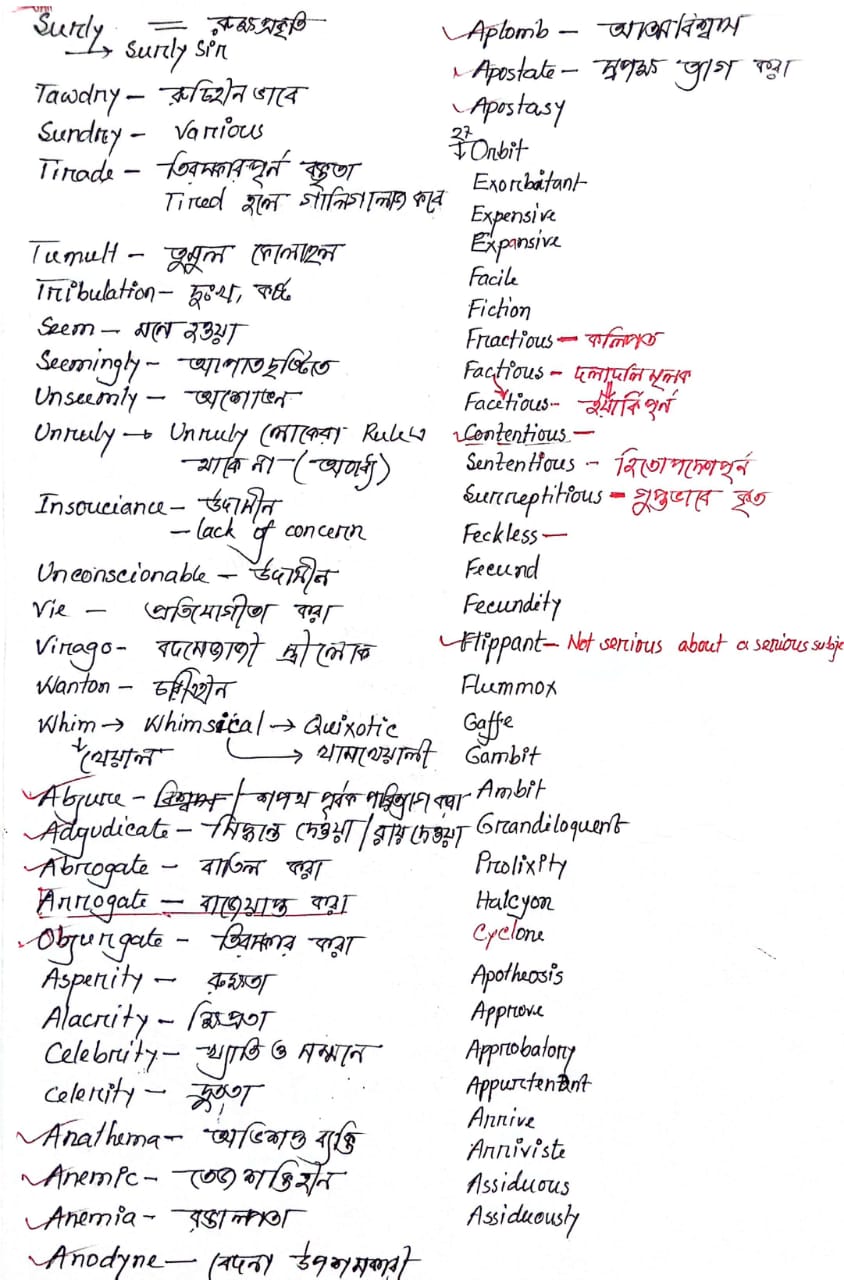 Surly = রুক্ষ প্রকৃতি
→ Surly Sir
Tawdry – রুচিহীন ভাবে
Sundry – Various
Tirade – তিরস্কারপূর্ন বক্তৃতা
Tired হলে গালিগালাজ করে
Tumult – তুমুল কোলাহল
Tribulation – দুঃখ, কষ্ট
Seem – মনে হওয়া
Seemingly – আপাতদৃষ্টিতে
Unseemly – অশোভন
Unruly → Unruly লোকেরা Rules
থাকে না – (অবাধ্য)
Insouciance – উদাসীন
– lack of concern
Unconscionable – উদাসীন
Vie – প্রতিযোগীতা করা
Virago – বদমেজাজী স্ত্রীলোক
Wanton – চরিত্রহীন
Whim → Whimsical → Quixotic
খেয়াল → খামখেয়ালী
Abjure – বিশ্বাস / শপথ পূর্বক পরিত্যাগ করা
Adjudicate – সিদ্ধান্ত দেওয়া / রায় দেওয়া
Abrogate – বাতিল করা
Arrogate – বাজেয়াপ্ত করা
Objurgate – তিরস্কার করা
Asperity – রুক্ষতা
Alacrity – ক্ষিপ্রতা
Celebrity – খ্যাতি ও সম্মান
Celerity – দ্রুততা
Anathema – অভিশপ্ত ব্যক্তি
Anemic – তেজ শক্তিহীন
Anemia – রক্তাল্পতা
Anodyne – বেদনা উপশমকারী
Aplomb – আত্মবিশ্বাস
Apostate – স্বপক্ষ ত্যাগ করা
Apostasy
27
↓ Orbit
Exorbitant
Expensive
Expansive
Facile
Fiction
Fractious – কলিপত
Factious – দলাদলি মূলক
Facetious – ইয়ার্কিপূর্ন
Contentious –
Sententious – হিতোপদেশপূর্ন
Surreptitious – গুপ্তভাবে কৃত
Feckless –
Fecund
Fecundity
Flippant – Not serious about a serious subje
Flummox
Gaffe
Gambit
Ambit
Grandiloquent
Prolixity
Halcyon
Cyclone
Apotheosis
Approve
Approbatory
Appurtenant
Arrive
Arriviste
Assiduous
Assiduously